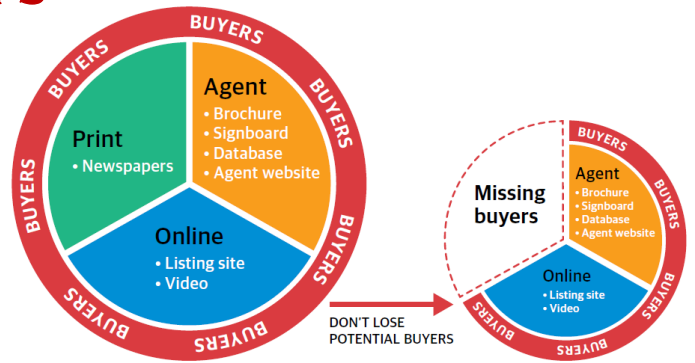 BUYERS
BUYERS
BUYERS
BUYERS
BUYERS
BUYERS
BUYERS
Print
• Newspapers
Agent
• Brochure
• Signboard
• Database
• Agent website
Online
• Listing site
• Video
DON'T LOSE
POTENTIAL BUYERS
Missing
buyers
BUYERS
BUYERS
BUYERS
BUYERS
BUYERS
Agent
• Brochure
• Signboard
• Database
• Agent website
Online
• Listing site
• Video